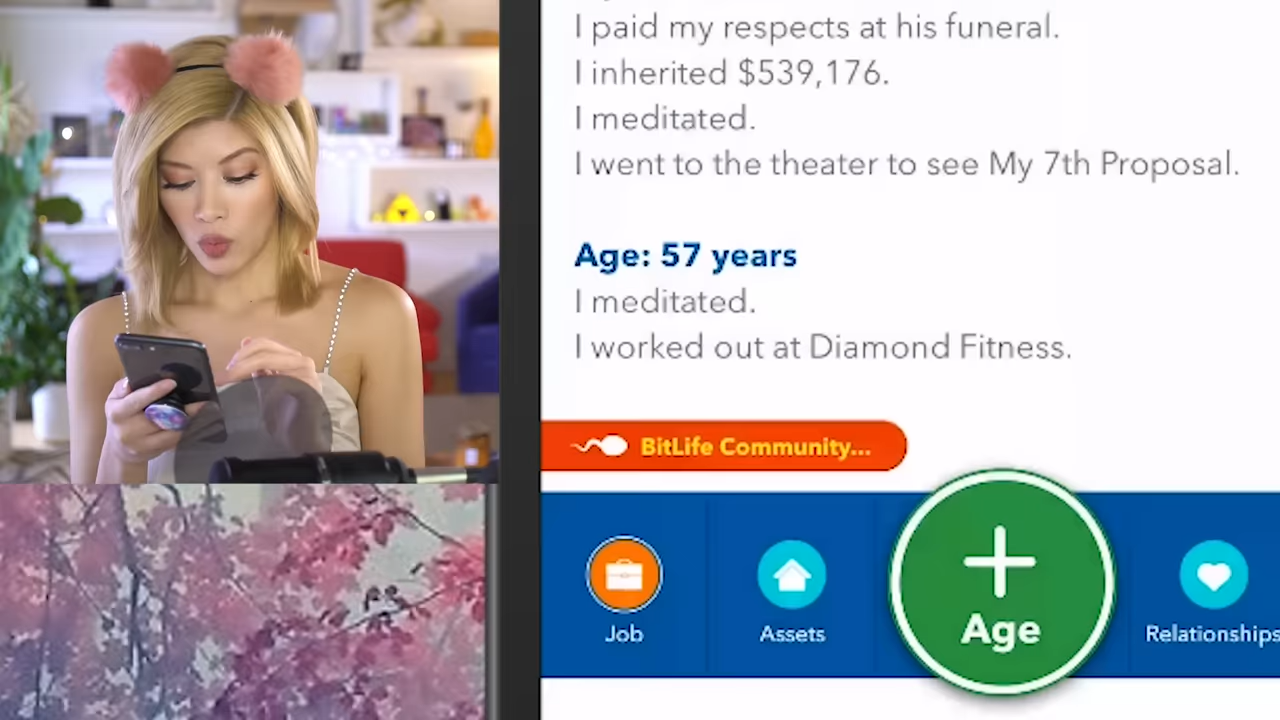 I paid my respects at his funeral.
I inherited $539,176.
I meditated.
I went to the theater to see My 7th Proposal.
Age: 57 years
I meditated.
I worked out at Diamond Fitness.
BitLife Community...
Job
Assets
Age
Relationships